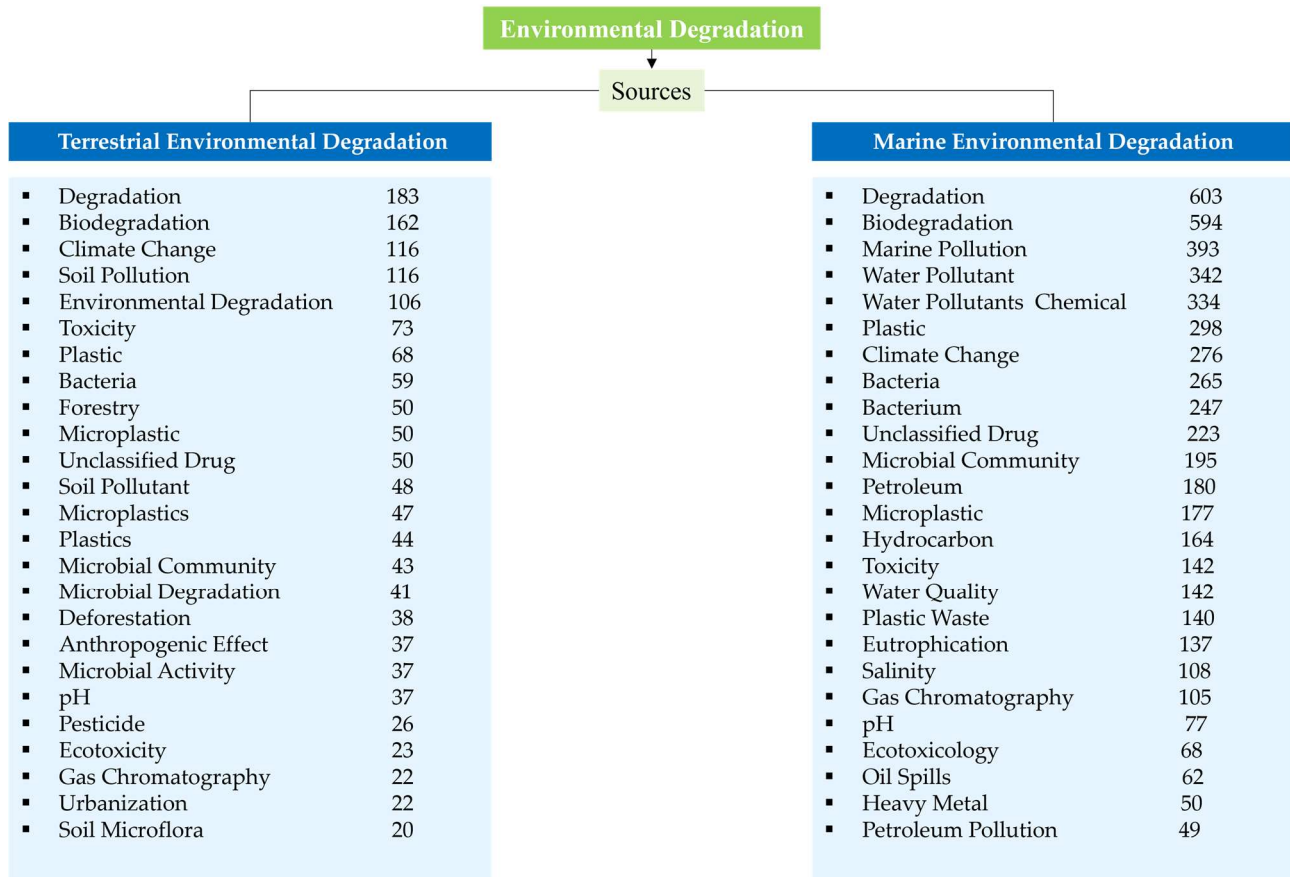 Environmental Degradation
Sources
Terrestrial Environmental Degradation
▪ Degradation 183
▪ Biodegradation 162
▪ Climate Change 116
▪ Soil Pollution 116
▪ Environmental Degradation 106
▪ Toxicity 73
▪ Plastic 68
▪ Bacteria 59
▪ Forestry 50
▪ Microplastic 50
▪ Unclassified Drug 50
▪ Soil Pollutant 48
▪ Microplastics 47
▪ Plastics 44
▪ Microbial Community 43
▪ Microbial Degradation 41
▪ Deforestation 38
▪ Anthropogenic Effect 37
▪ Microbial Activity 37
▪ pH 37
▪ Pesticide 26
▪ Ecotoxicity 23
▪ Gas Chromatography 22
▪ Urbanization 22
▪ Soil Microflora 20
Marine Environmental Degradation
▪ Degradation 603
▪ Biodegradation 594
▪ Marine Pollution 393
▪ Water Pollutant 342
▪ Water Pollutants Chemical 334
▪ Plastic 298
▪ Climate Change 276
▪ Bacteria 265
▪ Bacterium 247
▪ Unclassified Drug 223
▪ Microbial Community 195
▪ Petroleum 180
▪ Microplastic 177
▪ Hydrocarbon 164
▪ Toxicity 142
▪ Water Quality 142
▪ Plastic Waste 140
▪ Eutrophication 137
▪ Salinity 108
▪ Gas Chromatography 105
▪ pH 77
▪ Ecotoxicology 68
▪ Oil Spills 62
▪ Heavy Metal 50
▪ Petroleum Pollution 49